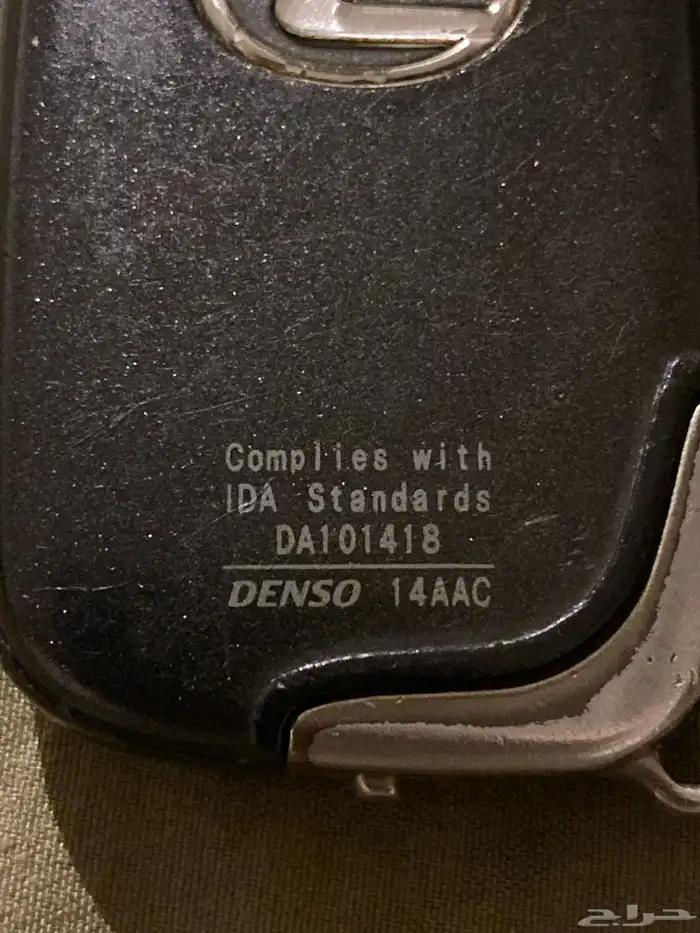 Complies with
IDA Standards
DA101418
DENSO 14AAC
حراج